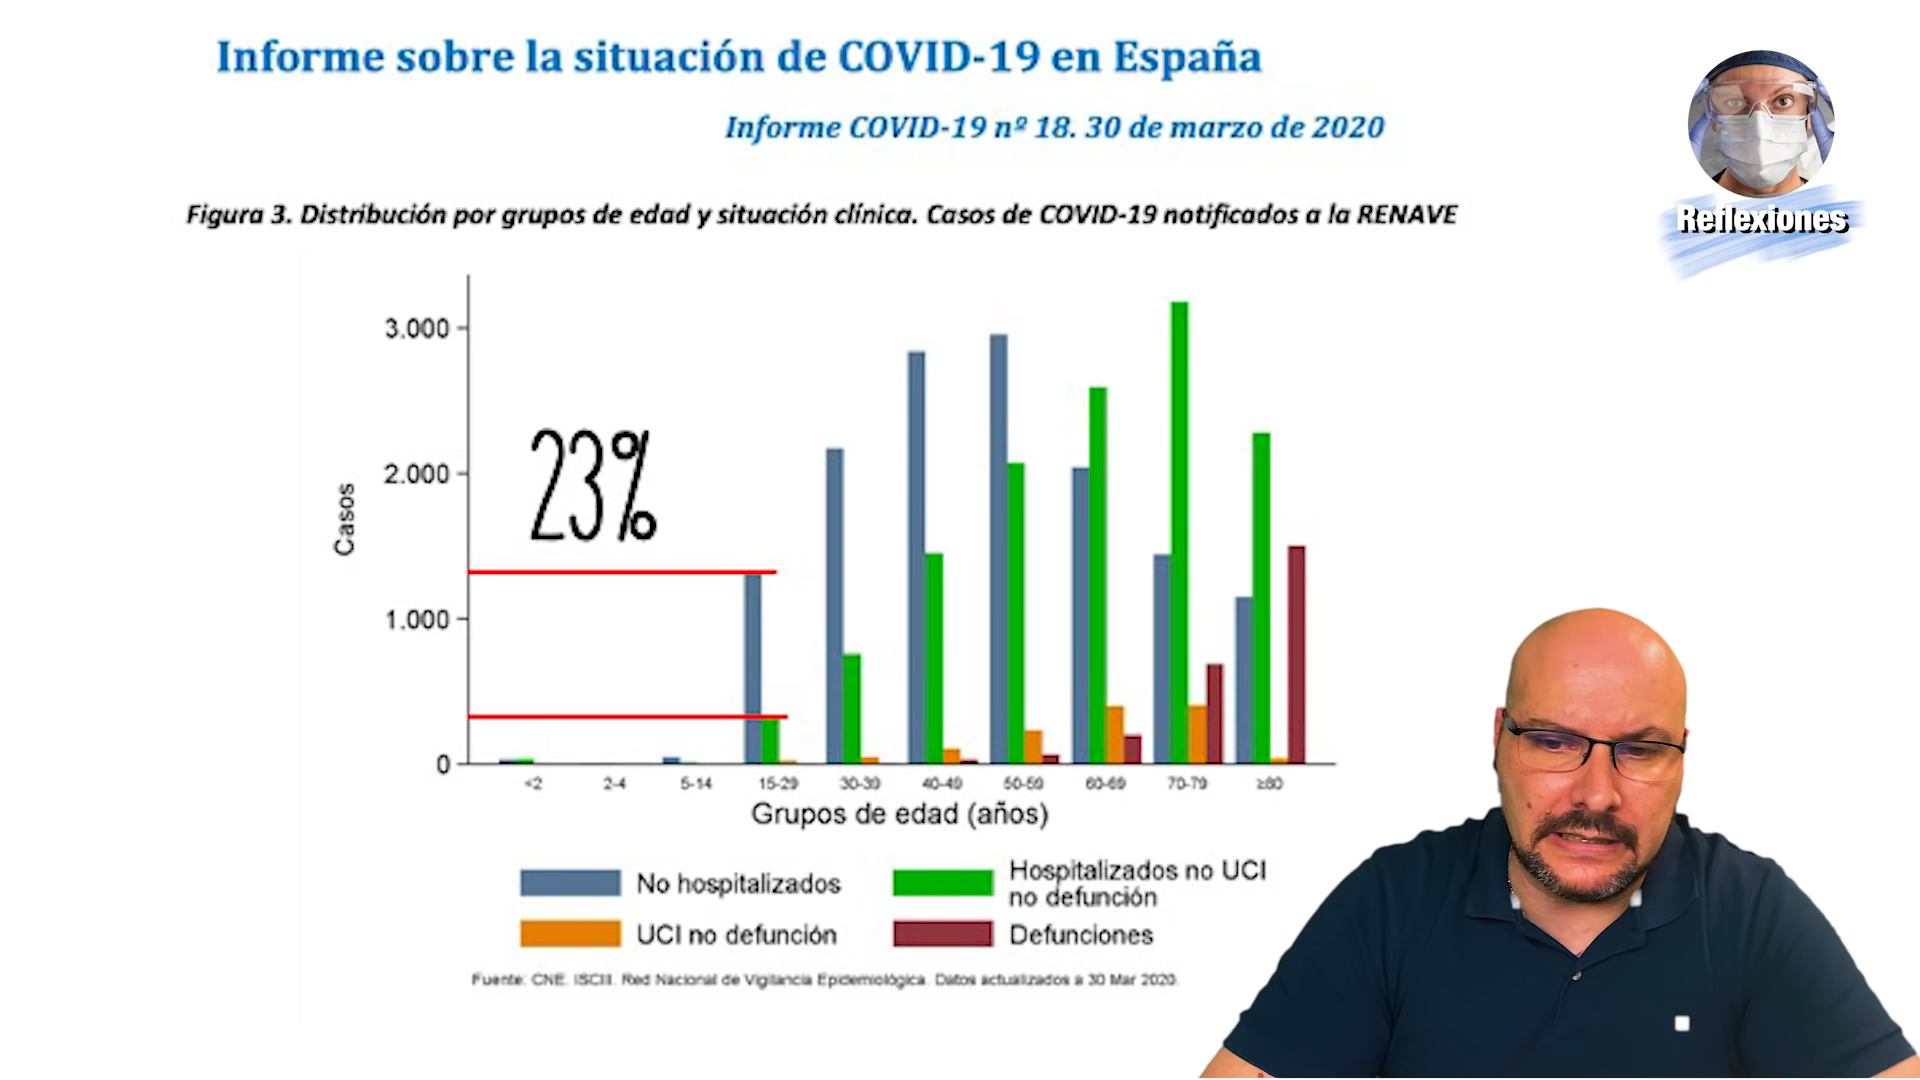 Informe sobre la situación de COVID-19 en España
Informe COVID-19 nº 18. 30 de marzo de 2020
Reflexiones
Figura 3. Distribución por grupos de edad y situación clínica. Casos de COVID-19 notificados a la RENAVE
3.000
2.000
1.000
0
Casos
23%
<2 2-4 5-14 15-29 30-39 40-49 50-59 60-69 70-79 ≥80
Grupos de edad (años)
No hospitalizados
Hospitalizados no UCI
no defunción
UCI no defunción
Defunciones
Fuente: CNE. ISCIII. Red Nacional de Vigilancia Epidemiológica. Datos actualizados a 30 Mar 2020.